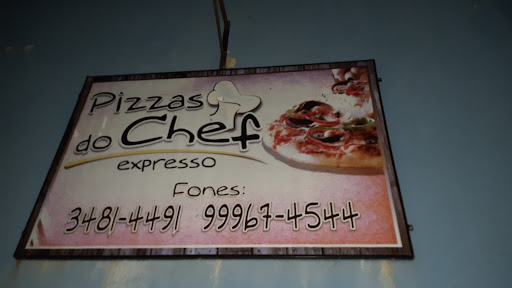 Pizzas
do Chef
expresso
Fones:
3481-4491 99967-4544